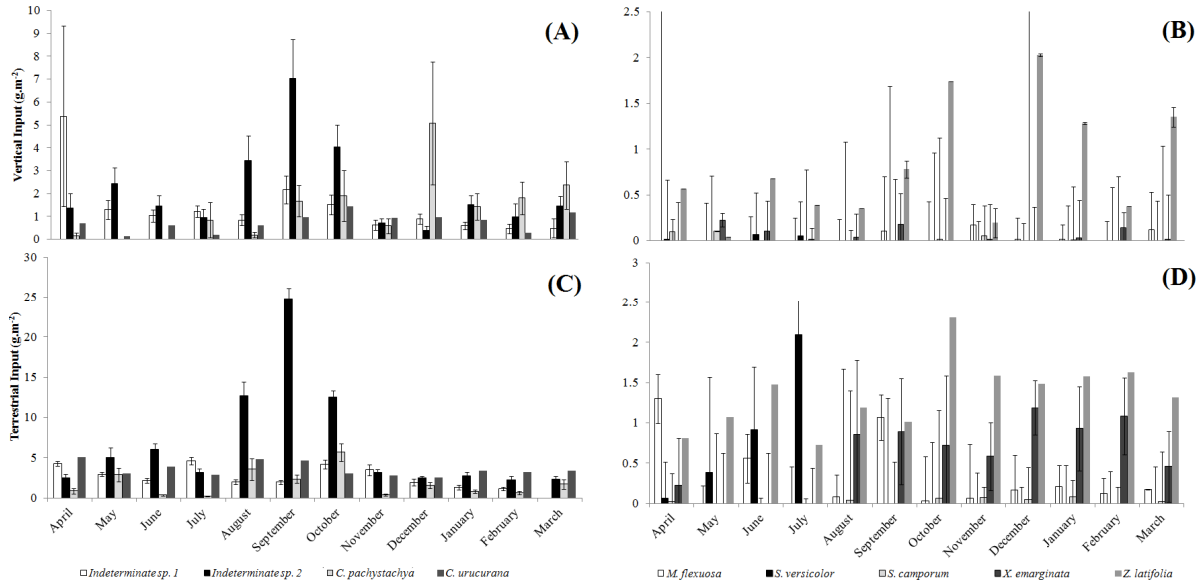 (A)
Vertical Input (g.m-2)
10
9
8
7
6
5
4
3
2
1
0
(B)
2.5
2
1.5
1
0.5
0
(C)
Terrestrial Input (g.m-2)
30
25
20
15
10
5
0
April
May
June
July
August
September
October
November
December
January
February
March
(D)
3
2.5
2
1.5
1
0.5
0
April
May
June
July
August
September
October
November
December
January
February
March
Indeterminate sp. 1
Indeterminate sp. 2
C. pachystachya
C. urucurana
M. flexuosa
S. versicolor
S. camporum
X. emarginata
Z. latifolia